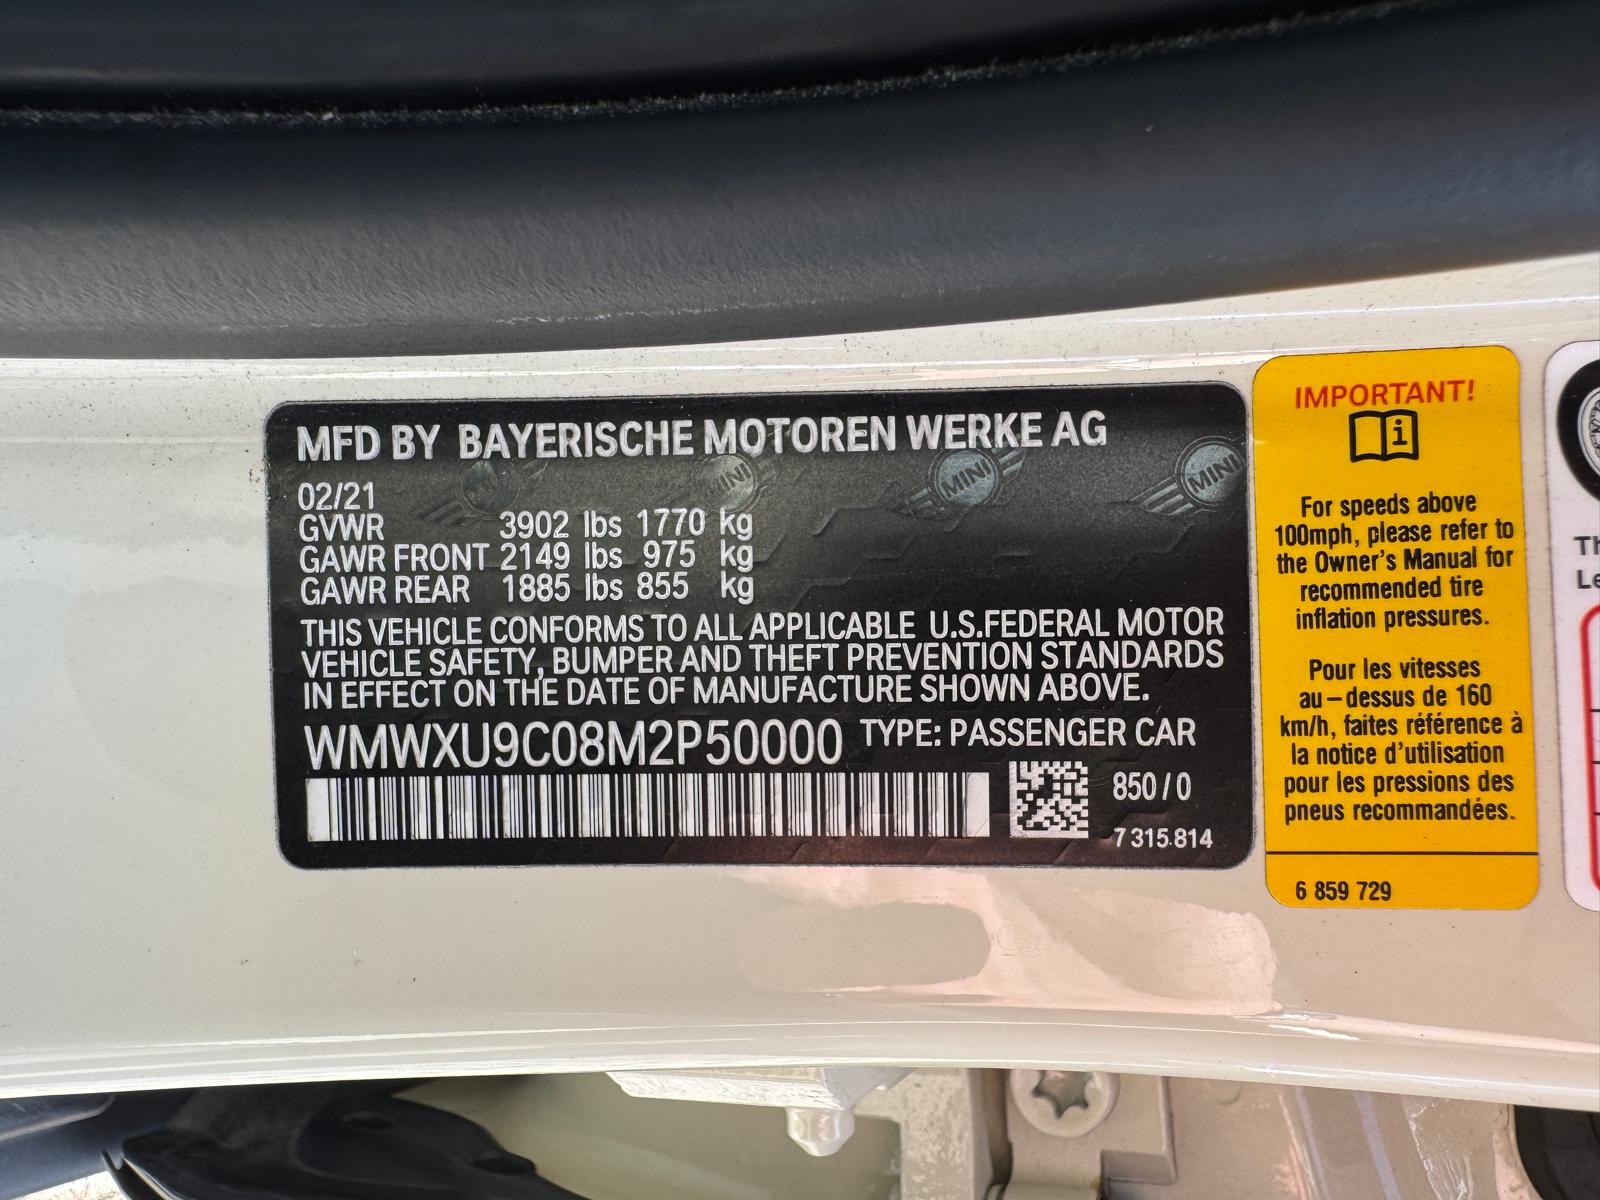 MFD BY BAYERISCHE MOTOREN WERKE AG
MINI MINI MINI
02/21
GVWR 3902 lbs 1770 kg
GAWR FRONT 2149 lbs 975 kg
GAWR REAR 1885 lbs 855 kg
THIS VEHICLE CONFORMS TO ALL APPLICABLE U.S.FEDERAL MOTOR
VEHICLE SAFETY, BUMPER AND THEFT PREVENTION STANDARDS
IN EFFECT ON THE DATE OF MANUFACTURE SHOWN ABOVE.
WMWXU9C08M2P50000 TYPE: PASSENGER CAR
850/0
7 315.814
IMPORTANT!
i
For speeds above
100mph, please refer to
the Owner's Manual for
recommended tire
inflation pressures.
Pour les vitesses
au-dessus de 160
km/h, faites référence à
la notice d'utilisation
pour les pressions des
pneus recommandées.
6 859 729